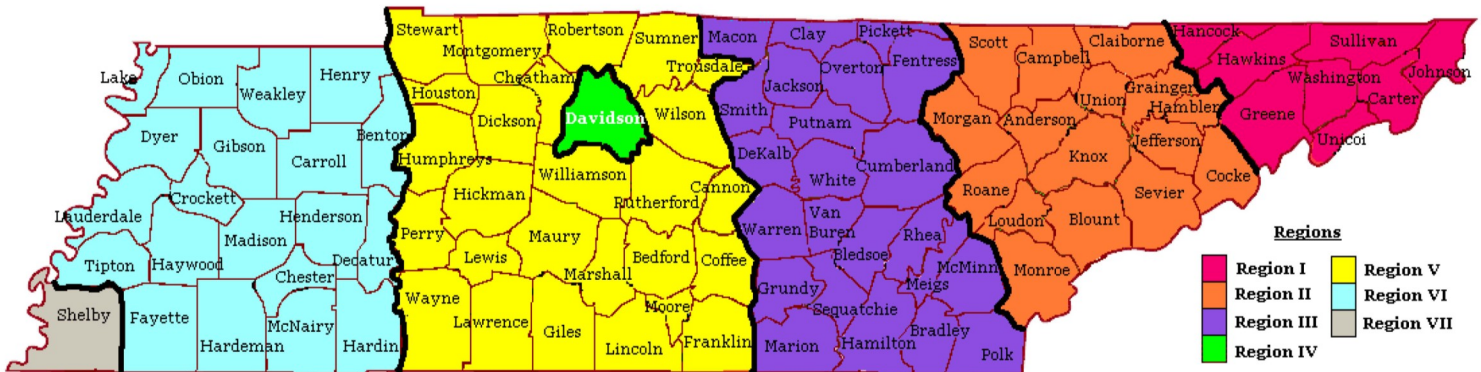 Stewart
Montgomery
Robertson
Sumner
Macon
Clay
Pickett
Scott
Campbell
Claiborne
Hancock
Hawkins
Sullivan
Johnson
Lake
Obion
Weakley
Henry
Houston
Cheatham
Trousdale
Jackson
Overton
Fentress
Union
Grainger
Hambler
Washington
Carter
Greene
Unicoi
Dyer
Gibson
Carroll
Benton
Dickson
Davidson
Wilson
Smith
Putnam
Morgan
Anderson
Jefferson
Humphreys
Williamson
DeKalb
White
Cumberland
Knox
Cocke
Crockett
Hickman
Rutherford
Cannon
Roane
Sevier
Lauderdale
Henderson
Loudon
Blount
Haywood
Madison
Perry
Maury
Warren
Van
Buren
Rhea
Tipton
Chester
Decatur
Lewis
Marshall
Bedford
Coffee
Bledsoe
McMinn
Monroe
Shelby
Fayette
Hardeman
McNairy
Hardin
Wayne
Lawrence
Giles
Moore
Lincoln
Franklin
Grundy
Sequatchie
Meigs
Marion
Hamilton
Bradley
Polk
Regions
Region I
Region II
Region III
Region IV
Region V
Region VI
Region VII